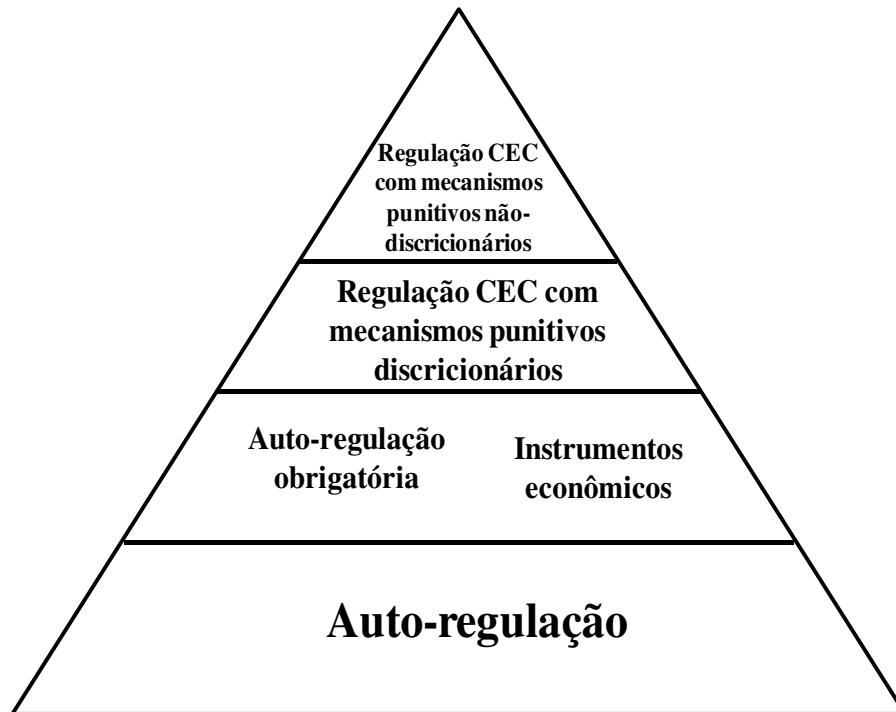 Regulação CEC
com mecanismos
punitivos não-
discricionários
Regulação CEC com
mecanismos punitivos
discricionários
Auto-regulação
obrigatória
Instrumentos
econômicos
Auto-regulação